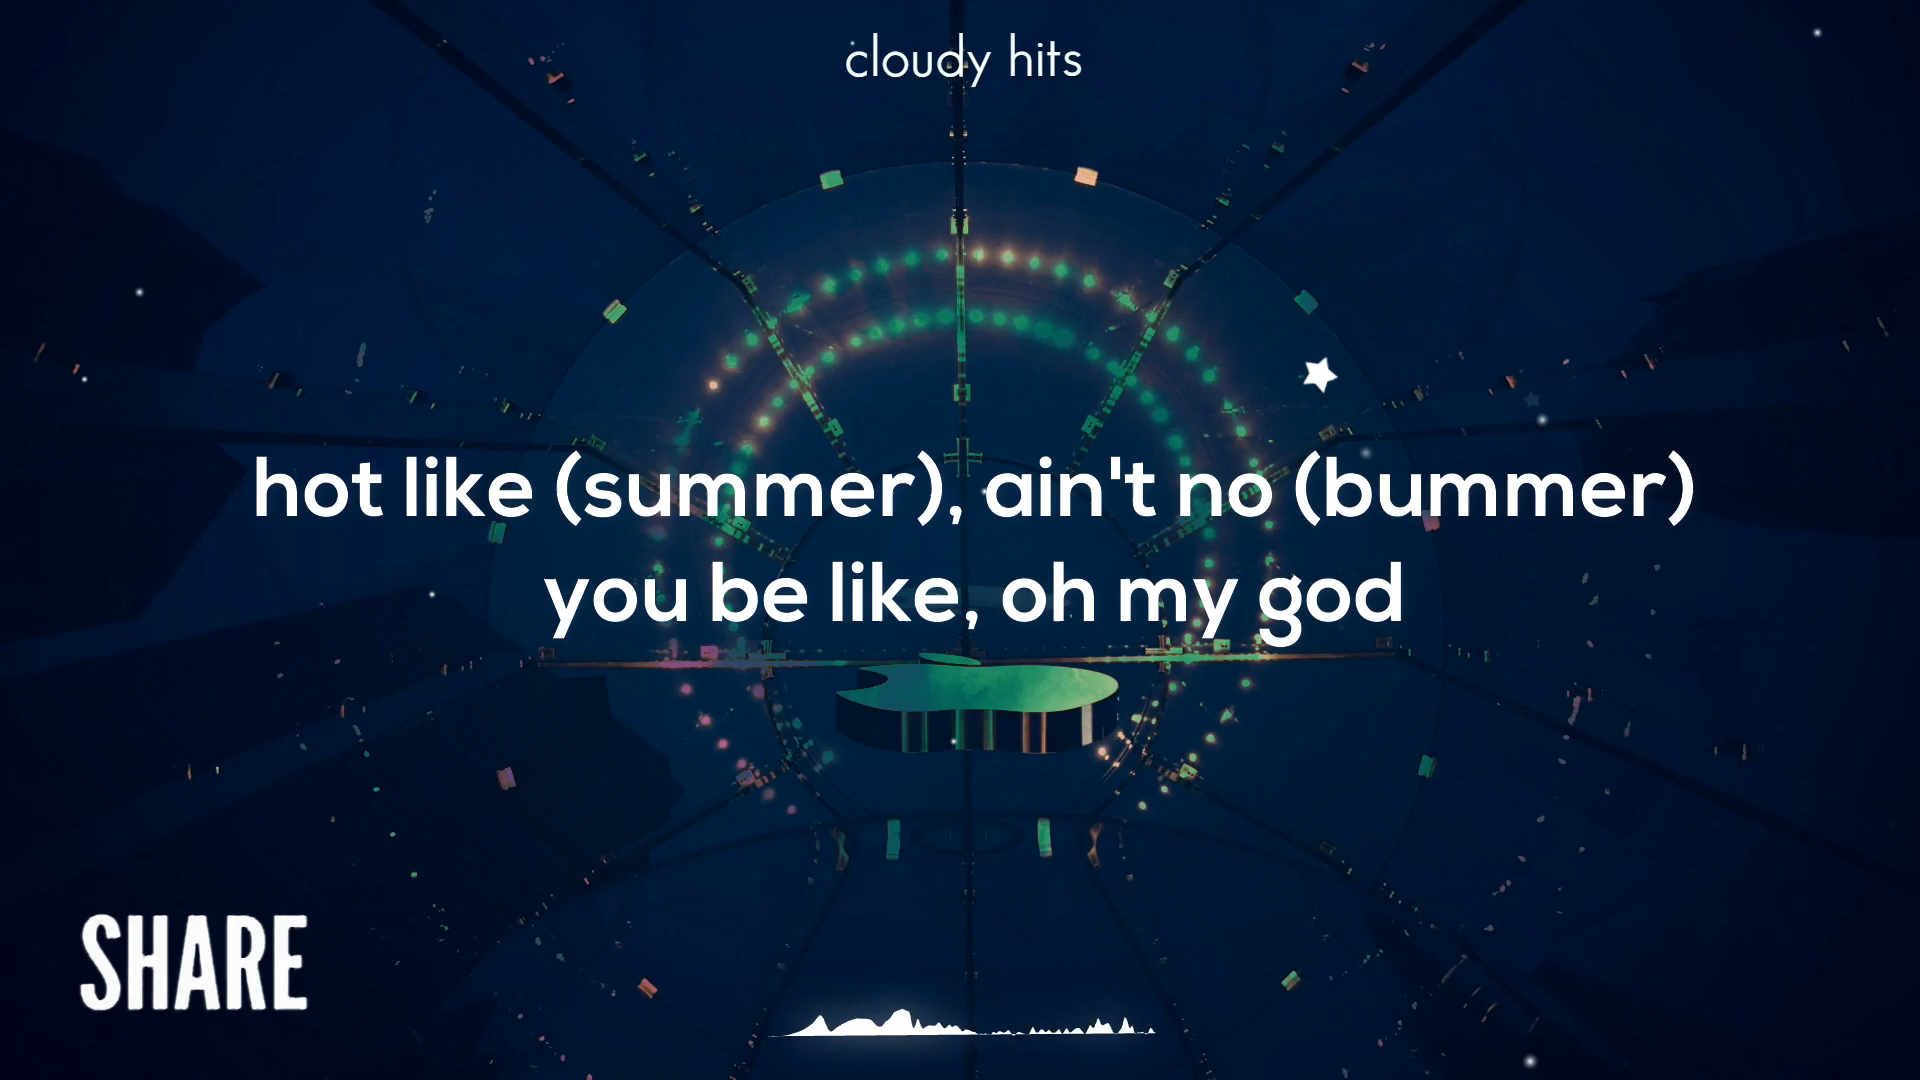 cloudy hits
hot like (summer), ain't no (bummer)
you be like, oh my god
SHARE